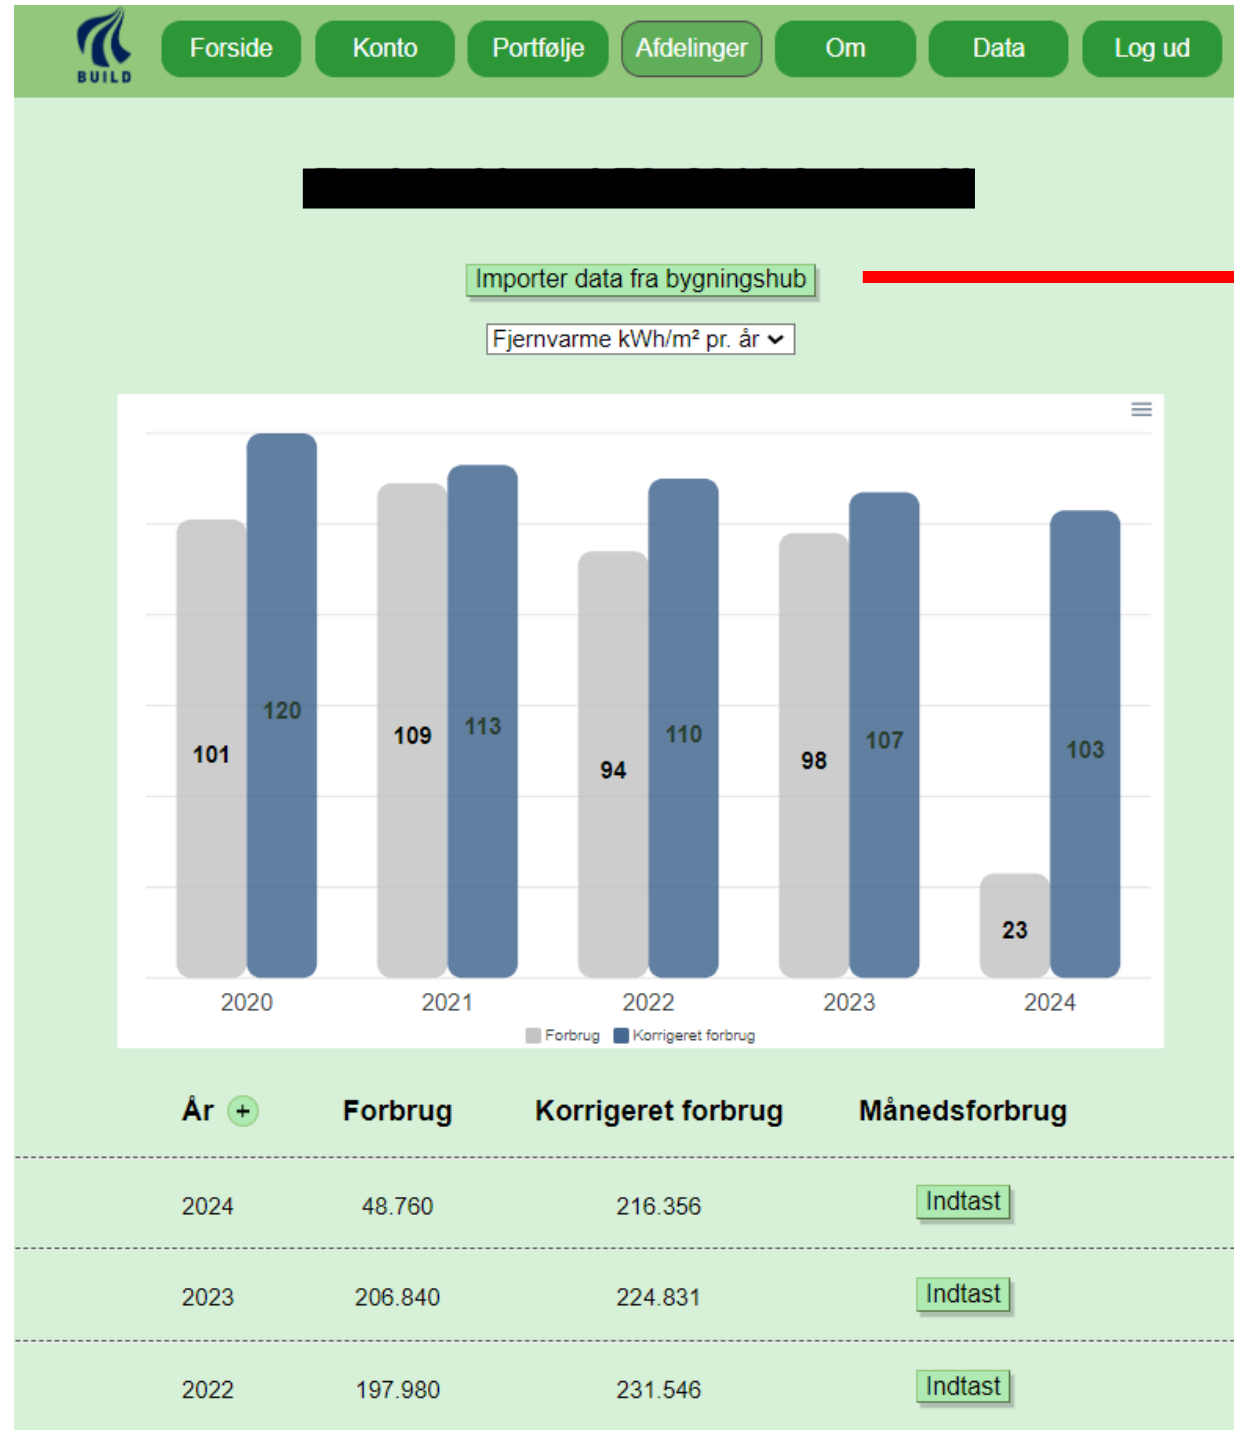 BUILD
Forside Konto Portfølje Afdelinger Om Data Log ud
Importer data fra bygningshub
Fjernvarme kWh/m² pr. år
120
101
109
113
94
110
98
107
23
103
2020 2021 2022 2023 2024
Forbrug Korrigeret forbrug
År + Forbrug Korrigeret forbrug Månedsforbrug
2024 48.760 216.356 Indtast
2023 206.840 224.831 Indtast
2022 197.980 231.546 Indtast